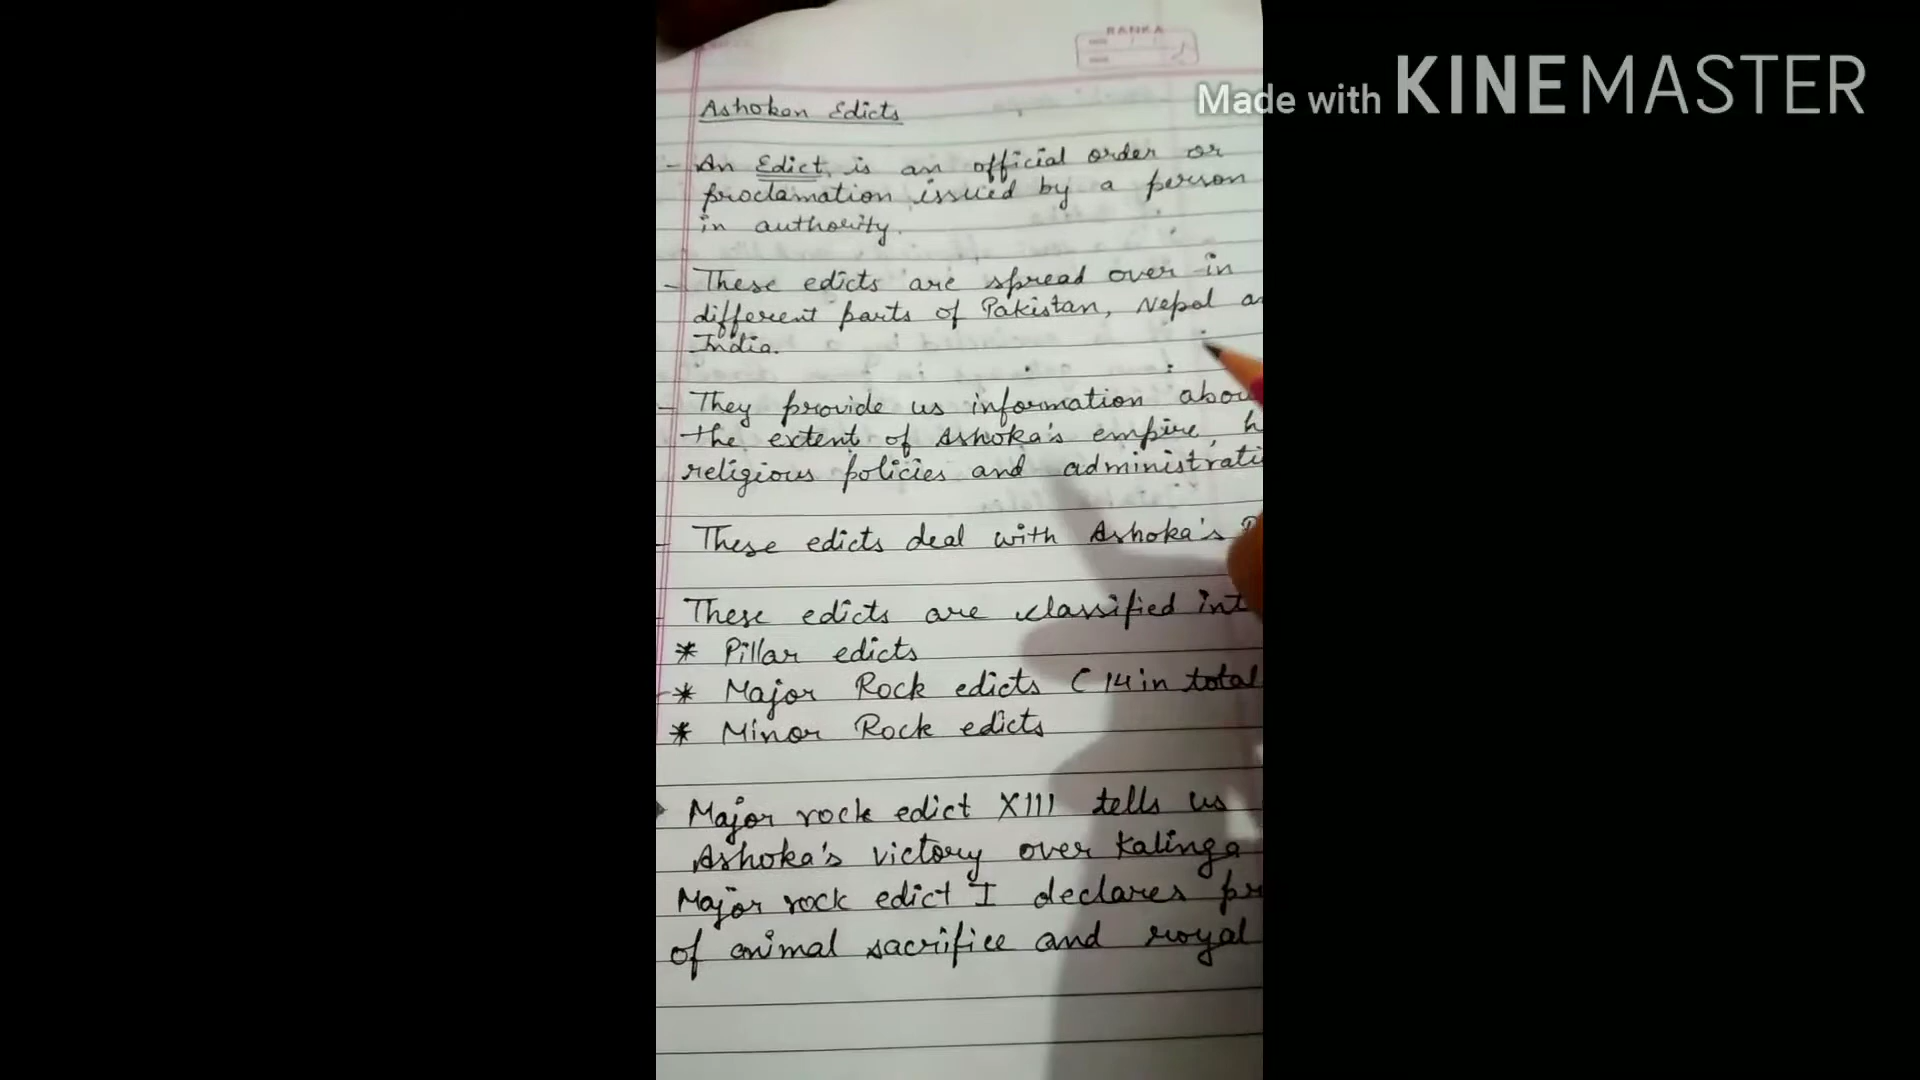 RANKA
Made with KINEMASTER
Ashokan Edicts
- An Edict, is an official order or
proclamation issued by a person
in authority.
- These edicts are spread over in
different parts of Pakistan, Nepal
India.
- They provide us information
the extent of Ashoka's empire,
religious policies and
- These edicts deal with Ashoka's
These edicts are classified
* Pillar edicts
* Major Rock edicts (14 in total
* Minor Rock edicts
Major rock edict XIII tells us
Ashoka's victory over Kalinga
Major rock edict I declares
of animal sacrifice and royal